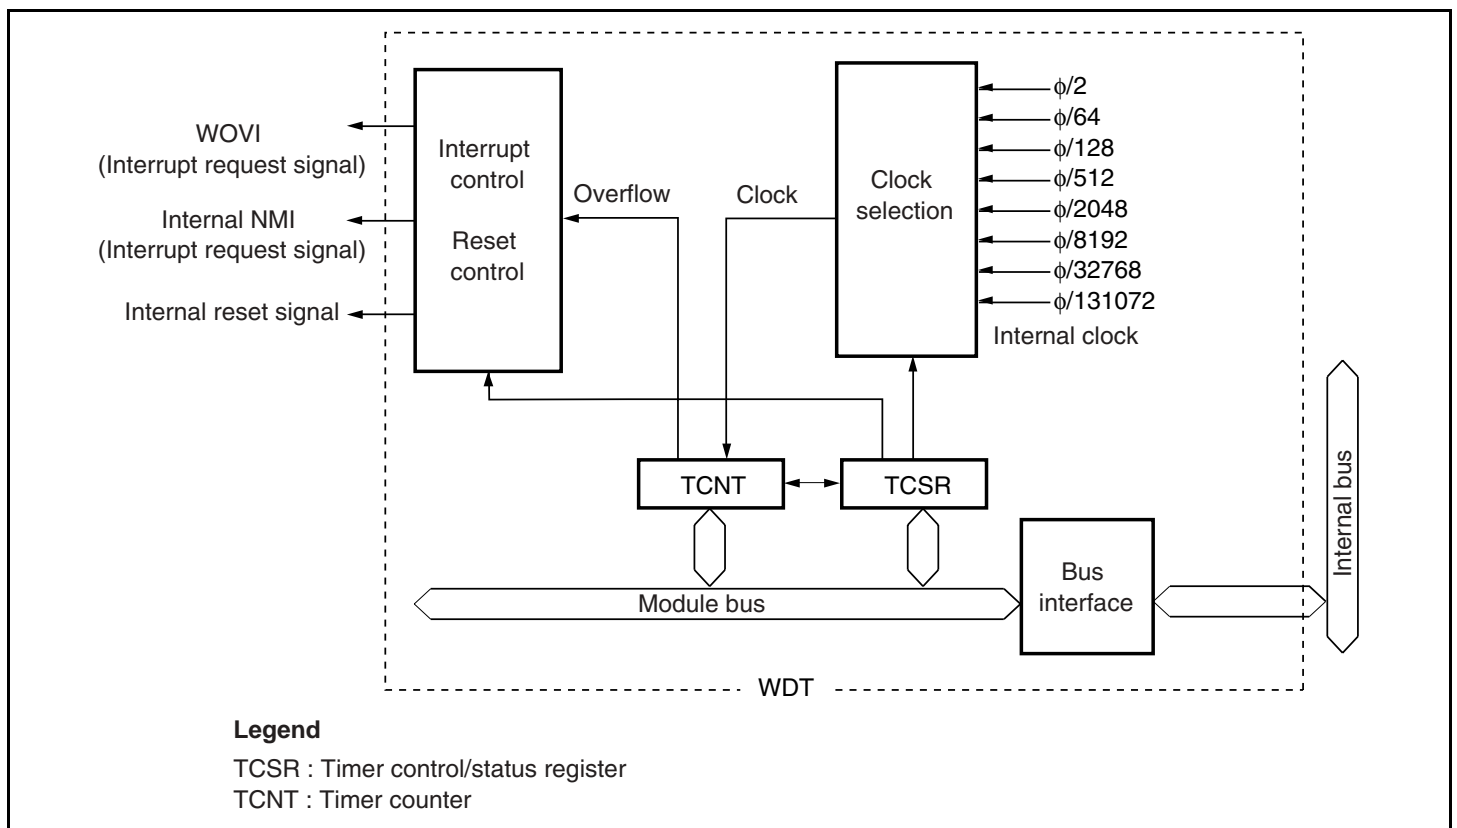 WOVI
(Interrupt request signal)
Internal NMI
(Interrupt request signal)
Internal reset signal
Interrupt
control
Reset
control
Overflow
Clock
Clock
selection
ϕ/2
ϕ/64
ϕ/128
ϕ/512
ϕ/2048
ϕ/8192
ϕ/32768
ϕ/131072
Internal clock
TCNT
TCSR
Module bus
Bus
interface
Internal bus
WDT
Legend
TCSR : Timer control/status register
TCNT : Timer counter